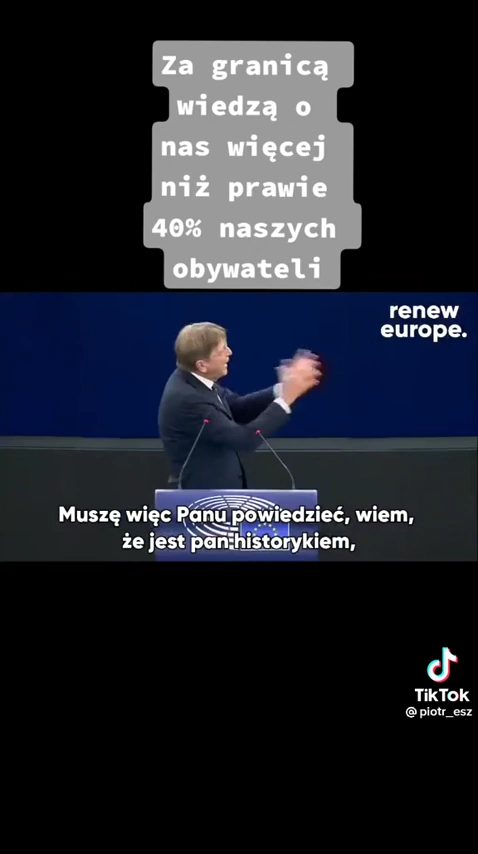 Za granicą
wiedzą o
nas więcej
niż prawie
40% naszych
obywateli
renew
europe.
Muszę więc Panu powiedzieć, wiem,
że jest pan historykiem,
TikTok
@piotr_esz